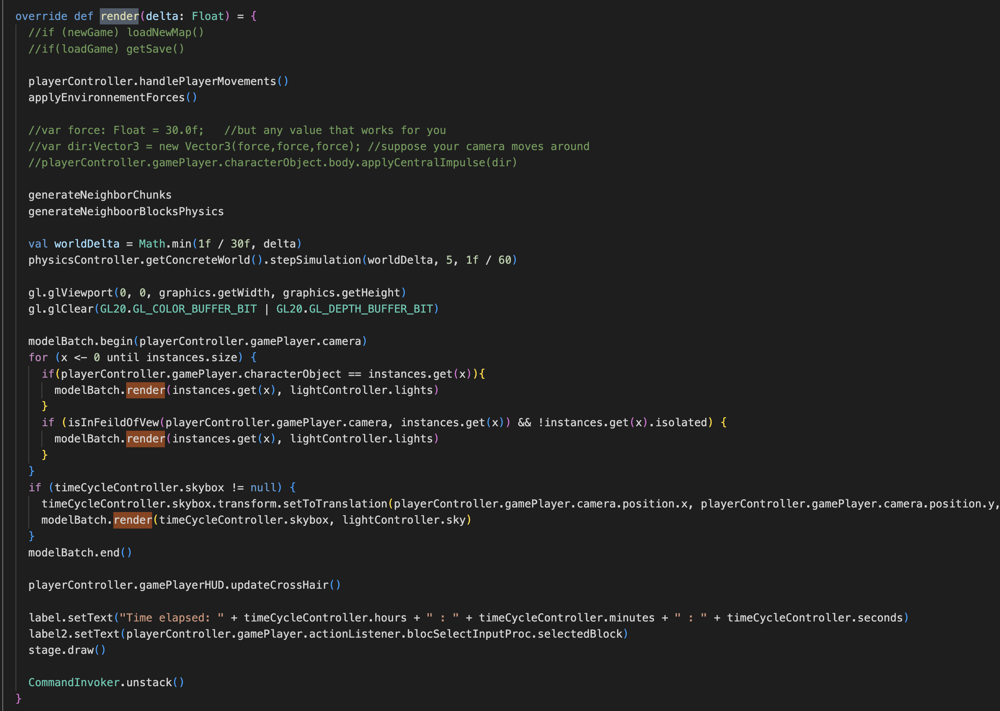 override def render(delta: Float) = {
//if (newGame) loadNewMap()
//if(loadGame) getSave()
playerController.handlePlayerMovements()
applyEnvironnementForces()
//var force: Float = 30.0f;   //but any value that works for you
//var dir:Vector3 = new Vector3(force,force,force); //suppose your camera moves around
//playerController.gamePlayer.characterObject.body.applyCentralImpulse(dir)
generateNeighborChunks
generateNeighboorBlocksPhysics
val worldDelta = Math.min(1f / 30f, delta)
physicsController.getConcreteWorld().stepSimulation(worldDelta, 5, 1f / 60)
gl.glViewport(0, 0, graphics.getWidth, graphics.getHeight)
gl.glClear(GL20.GL_COLOR_BUFFER_BIT | GL20.GL_DEPTH_BUFFER_BIT)
modelBatch.begin(playerController.gamePlayer.camera)
for (x <- 0 until instances.size) {
if(playerController.gamePlayer.characterObject == instances.get(x)){
modelBatch.render(instances.get(x), lightController.lights)
}
if (isInFeildOfVew(playerController.gamePlayer.camera, instances.get(x)) && !instances.get(x).isolated) {
modelBatch.render(instances.get(x), lightController.lights)
}
}
if (timeCycleController.skybox != null) {
timeCycleController.skybox.transform.setToTranslation(playerController.gamePlayer.camera.position.x, playerController.gamePlayer.camera.position.y,
modelBatch.render(timeCycleController.skybox, lightController.sky)
}
modelBatch.end()
playerController.gamePlayerHUD.updateCrossHair()
label.setText("Time elapsed: " + timeCycleController.hours + " : " + timeCycleController.minutes + " : " + timeCycleController.seconds)
label2.setText(playerController.gamePlayer.actionListener.blocSelectInputProc.selectedBlock)
stage.draw()
CommandInvoker.unstack()
}